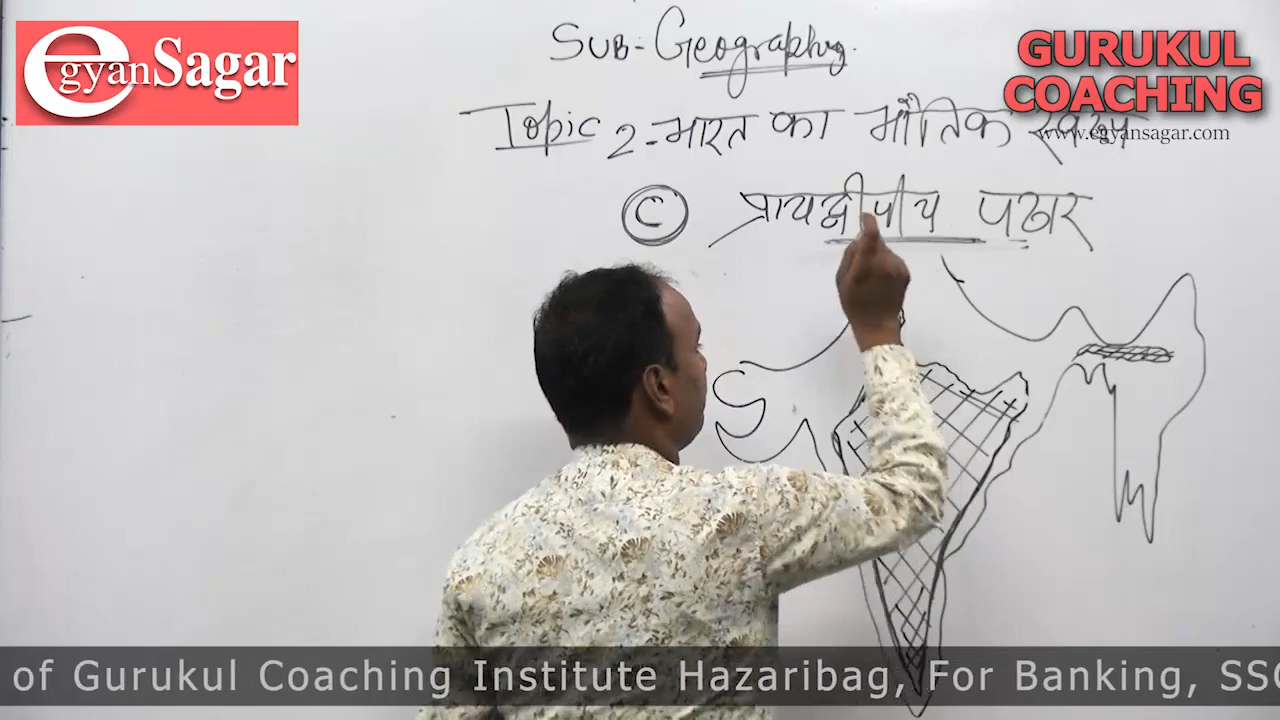 egyanSagar
GURUKUL
COACHING
www.egyansagar.com
SUB- Geography.
Topic 2- भारत का भौतिक स्वरूप
C प्रायद्वीपीय पठार
of Gurukul Coaching Institute Hazaribag, For Banking, SSC